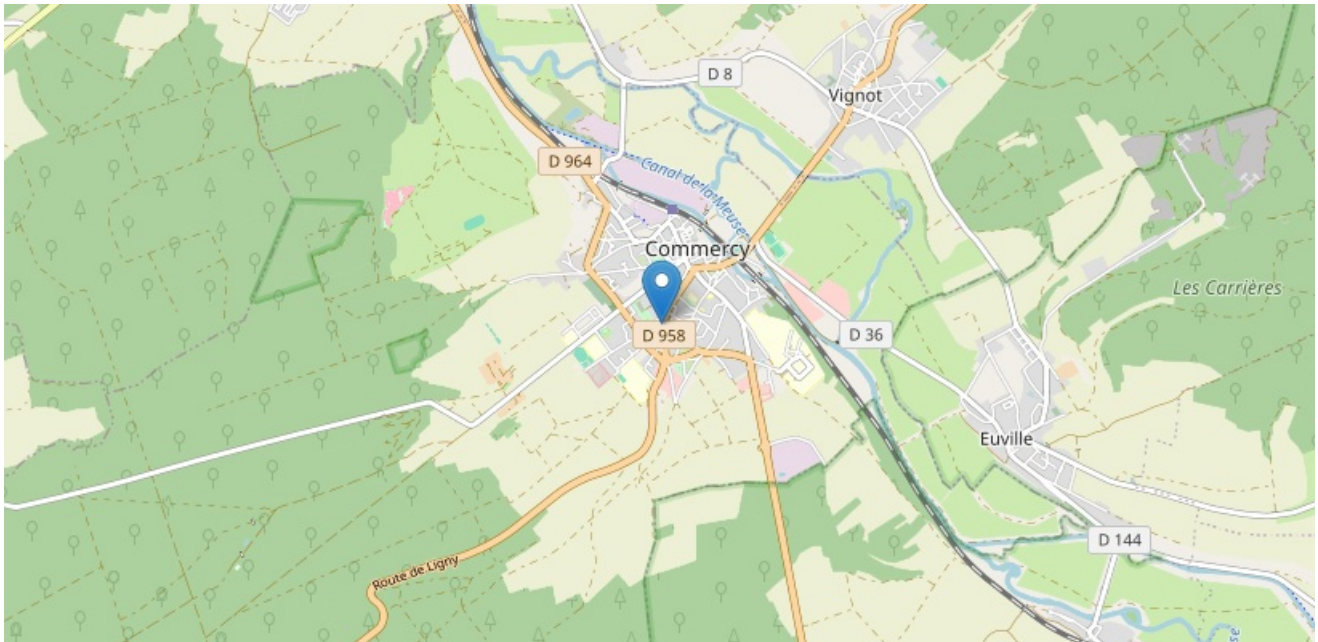 D 8
Vignot
D 964
Canal de la Meuse
Commercy
Les Carrières
D 958
D 36
Euville
D 144
Route de Ligny